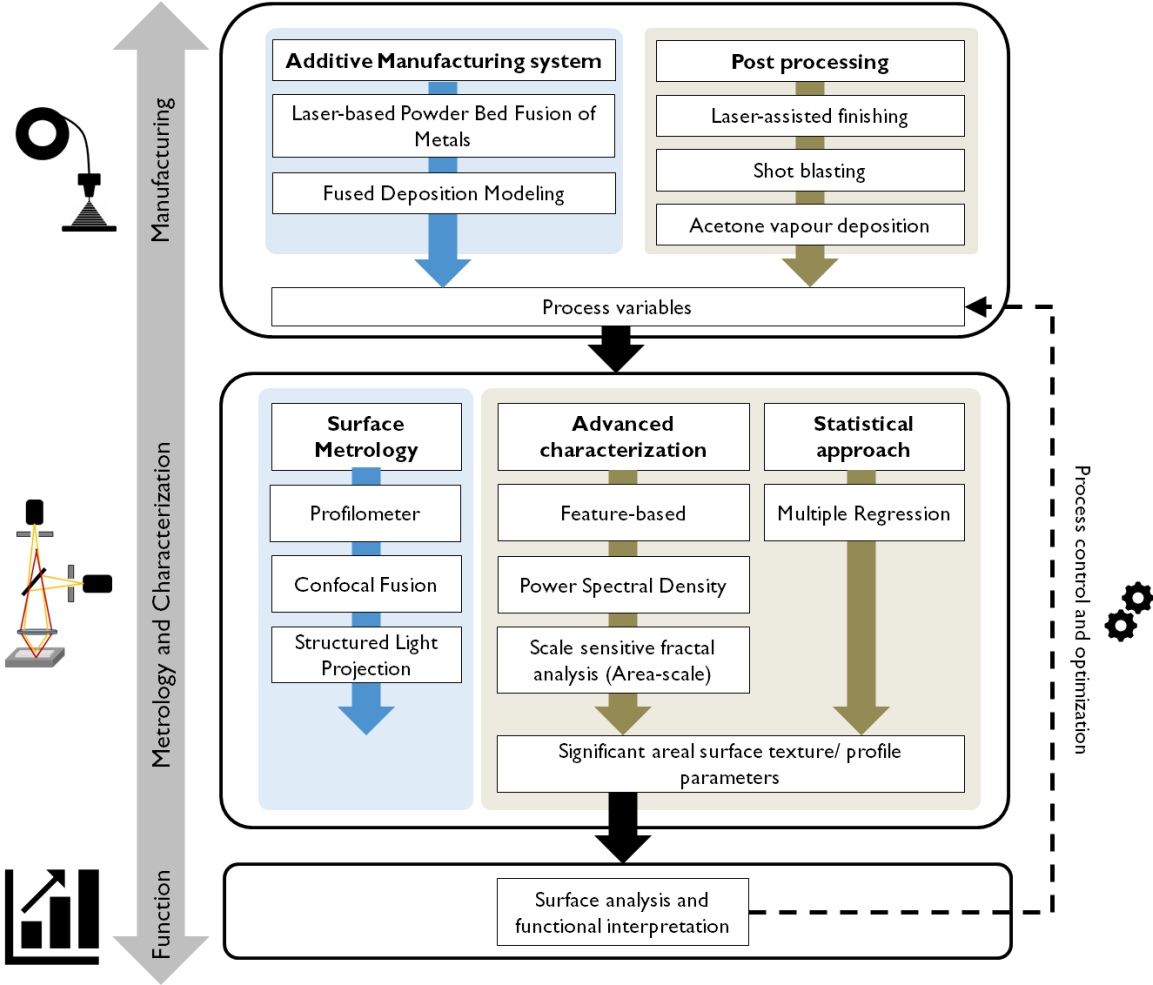 Manufacturing
Additive Manufacturing system
Laser-based Powder Bed Fusion of
Metals
Fused Deposition Modeling
Post processing
Laser-assisted finishing
Shot blasting
Acetone vapour deposition
Process variables
Metrology and Characterization
Surface
Metrology
Profilometer
Confocal Fusion
Structured Light
Projection
Advanced
characterization
Feature-based
Power Spectral Density
Scale sensitive fractal
analysis (Area-scale)
Statistical
approach
Multiple Regression
Significant areal surface texture/ profile
parameters
Process control and optimization
Function
Surface analysis and
functional interpretation